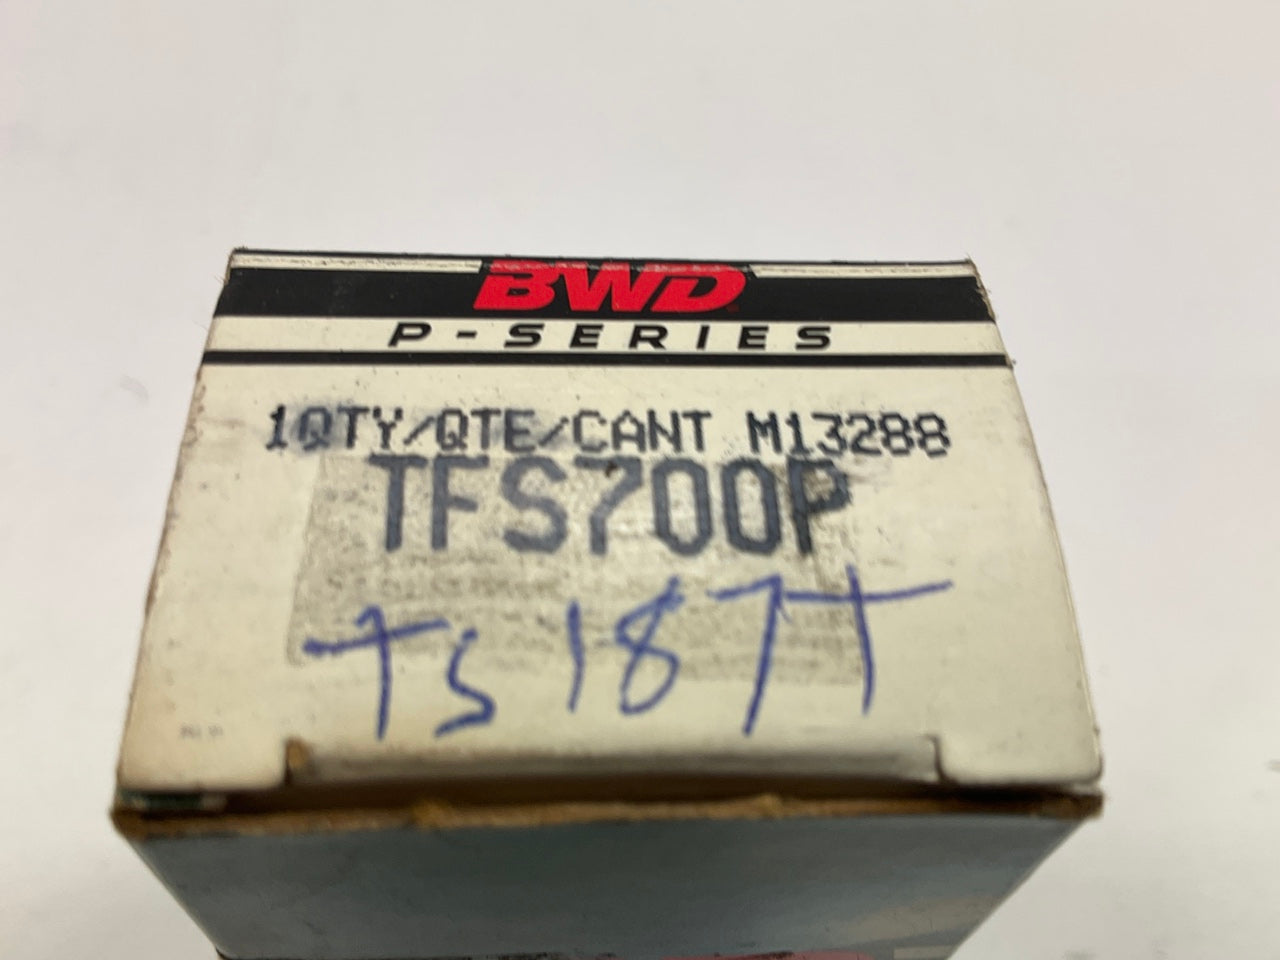 BWD
P-SERIES
1QTY/QTE/CANT M13288
TFS700P
TS187T